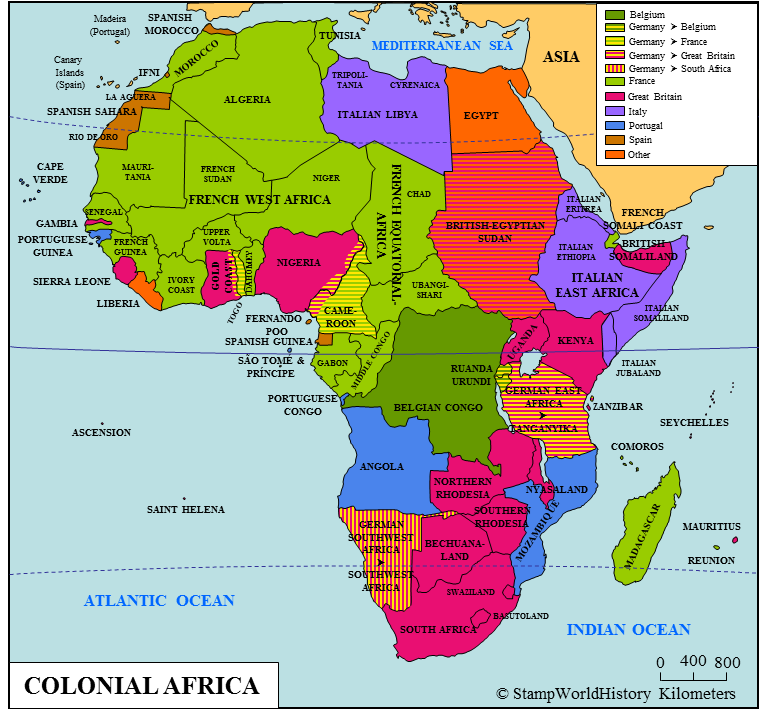 Madeira
(Portugal)
SPANISH
MOROCCO
TUNISIA
MEDITERRANEAN SEA
ASIA
Belgium
Germany ➤ Belgium
Germany ➤ France
Germany ➤ Great Britain
Germany ➤ South Africa
France
Great Britain
Italy
Portugal
Spain
Other
Canary
Islands
(Spain)
IFNI
MOROCCO
TRIPOLI-
TANIA
CYRENAICA
LA AGUERA
ALGERIA
SPANISH SAHARA
ITALIAN LIBYA
EGYPT
RIO DE ORO
CAPE
VERDE
MAURI-
TANIA
FRENCH
SUDAN
NIGER
CHAD
FRENCH WEST AFRICA
FRENCH EQUATORIAL-
AFRICA
ITALIAN
ERITREA
FRENCH
SOMALI COAST
SENEGAL
GAMBIA
PORTUGUESE
GUINEA
FRENCH
GUINEA
UPPER
VOLTA
BRITISH-EGYPTIAN
SUDAN
BRITISH
SOMALILAND
ITALIAN
ETHIOPIA
NIGERIA
GOLD
COAST
DAHOMEY
SIERRA LEONE
IVORY
COAST
UBANGI-
SHARI
ITALIAN
EAST AFRICA
LIBERIA
TOGO
CAME-
ROON
ITALIAN
SOMALILAND
FERNANDO
POO
SPANISH GUINEA
UGANDA
KENYA
SÃO TOME &
PRÍNCIPE
GABON
MIDDLE CONGO
RUANDA
URUNDI
ITALIAN
JUBALAND
PORTUGUESE
CONGO
BELGIAN CONGO
GERMAN EAST
AFRICA
➤
TANGANYIKA
ZANZIBAR
SEYCHELLES
ASCENSION
COMOROS
ANGOLA
SAINT HELENA
NORTHERN
RHODESIA
NYASALAND
SOUTHERN
RHODESIA
MOZAMBIQUE
MADAGASCAR
MAURITIUS
REUNION
GERMAN
SOUTHWEST
AFRICA
➤
SOUTHWEST
AFRICA
BECHUANA-
LAND
SWAZILAND
ATLANTIC OCEAN
BASUTOLAND
SOUTH AFRICA
INDIAN OCEAN
0 400 800
COLONIAL AFRICA
© StampWorldHistory Kilometers